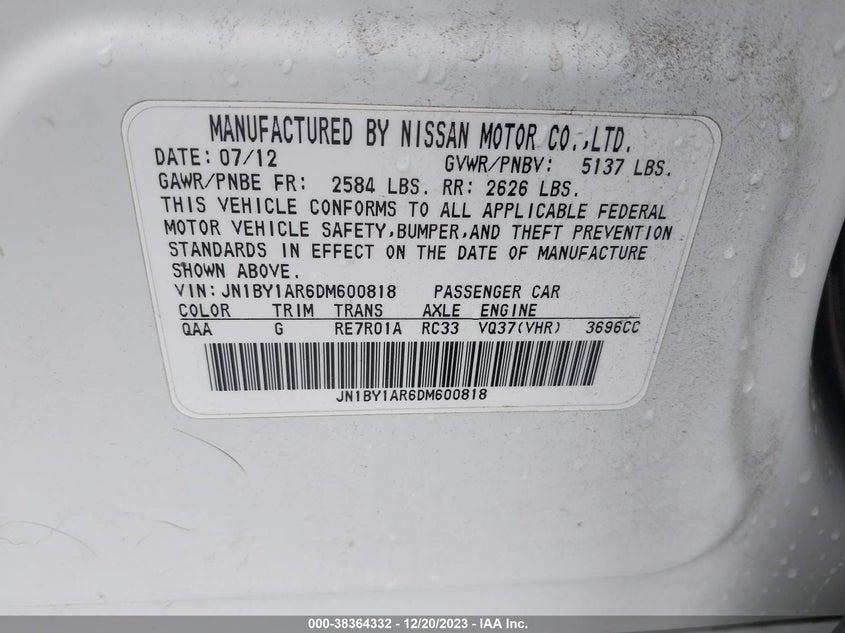 MANUFACTURED BY NISSAN MOTOR CO.,LTD.
DATE: 07/12 GVWR/PNBV: 5137 LBS.
GAWR/PNBE FR: 2584 LBS. RR: 2626 LBS.
THIS VEHICLE CONFORMS TO ALL APPLICABLE FEDERAL
MOTOR VEHICLE SAFETY,BUMPER,AND THEFT PREVENTION
STANDARDS IN EFFECT ON THE DATE OF MANUFACTURE
SHOWN ABOVE.
VIN: JN1BY1AR6DM600818 PASSENGER CAR
COLOR TRIM TRANS AXLE ENGINE
QAA G RE7R01A RC33 VQ37(VHR) 3696CC
JN1BY1AR6DM600818
000-38364332 - 12/20/2023 - IAA Inc.